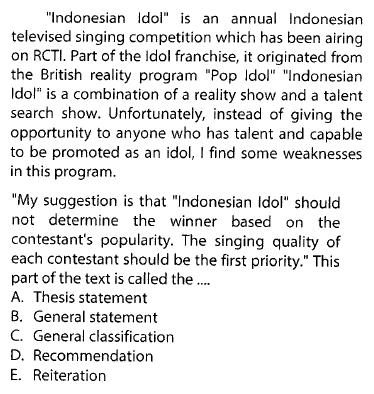 "Indonesian Idol" is an annual Indonesian
televised singing competition which has been airing
on RCTI. Part of the Idol franchise, it originated from
the British reality program "Pop Idol" "Indonesian
Idol" is a combination of a reality show and a talent
search show. Unfortunately, instead of giving the
opportunity to anyone who has talent and capable
to be promoted as an idol, I find some weaknesses
in this program.
"My suggestion is that "Indonesian Idol" should
not determine the winner based on the
contestant's popularity. The singing quality of
each contestant should be the first priority." This
part of the text is called the ....
A. Thesis statement
B. General statement
C. General classification
D. Recommendation
E. Reiteration